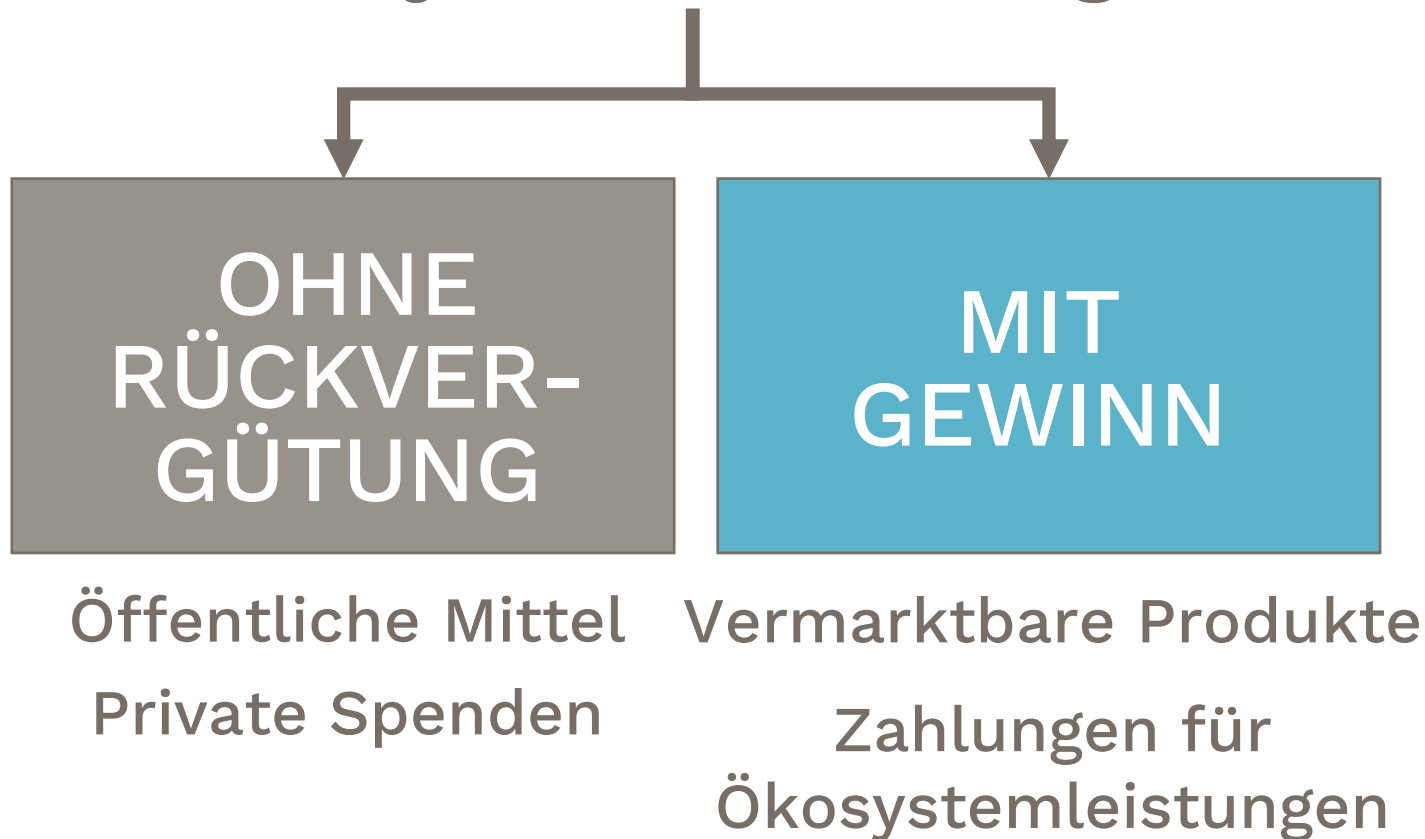 OHNE
RÜCKVER-
GÜTUNG
MIT
GEWINN
Öffentliche Mittel
Private Spenden
Vermarktbare Produkte
Zahlungen für
Ökosystemleistungen